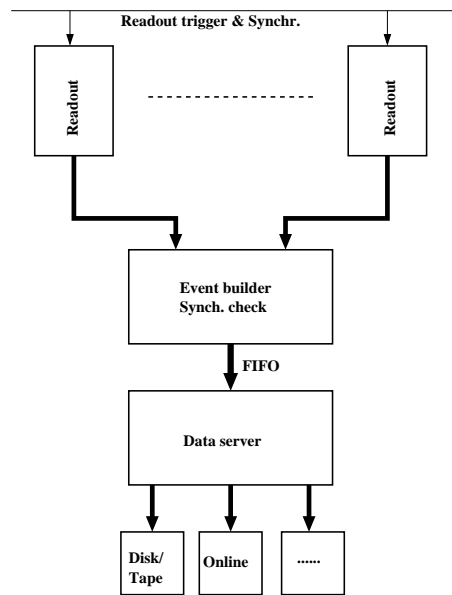 Readout trigger & Synchr.
Readout
Readout
Event builder
Synch. check
FIFO
Data server
Disk/
Tape
Online
......